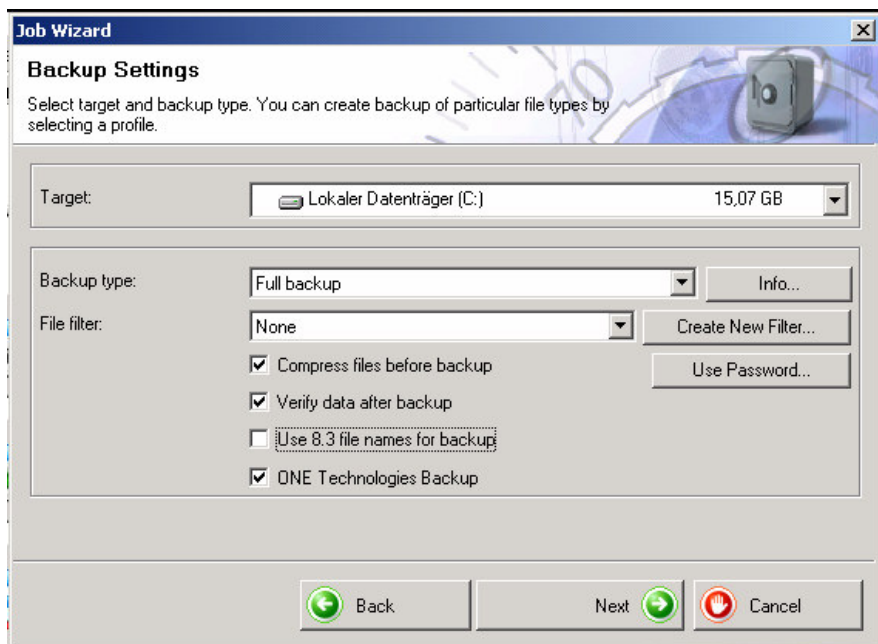 Job Wizard
Backup Settings
Select target and backup type. You can create backup of particular file types by
selecting a profile.
Target:
Lokaler Datenträger (C:) 15,07 GB
Backup type:
Full backup
Info...
File filter:
None
Create New Filter...
Compress files before backup
Use Password...
Verify data after backup
Use 8.3 file names for backup
ONE Technologies Backup
Back
Next
Cancel